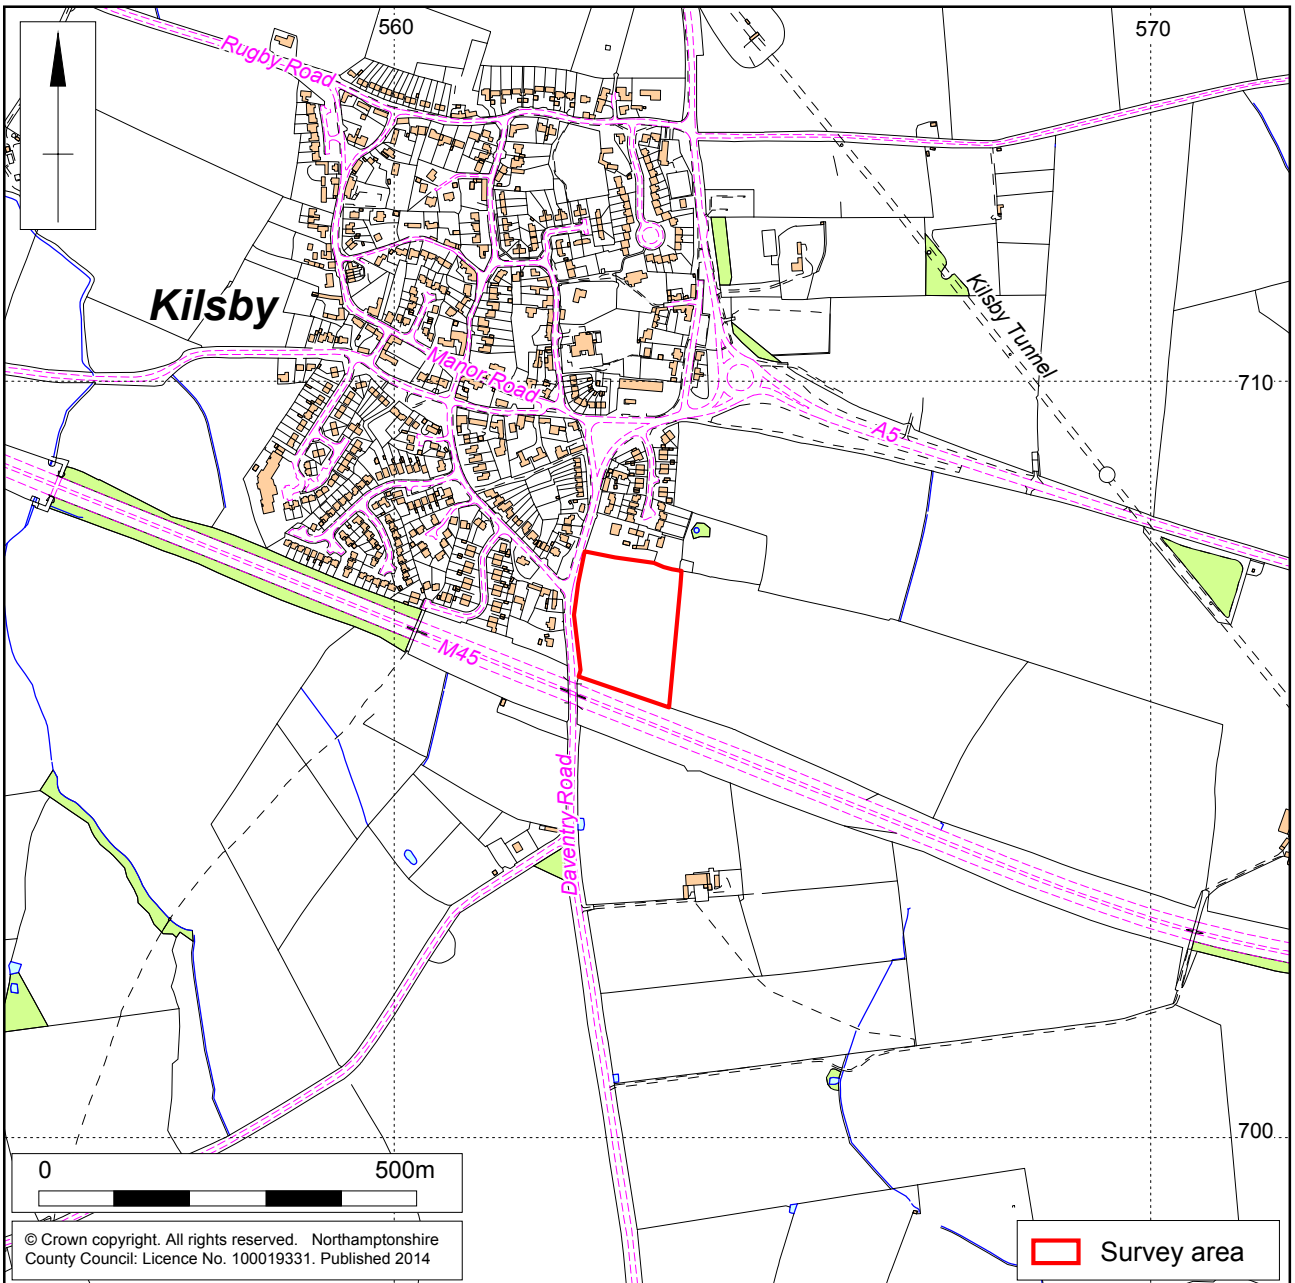 560
570
Rugby Road
Kilsby
Kilsby Tunnel
Manor Road
710
A5
M45
Daventry Road
700
0 500m
© Crown copyright. All rights reserved. Northamptonshire
County Council: Licence No. 100019331. Published 2014
Survey area